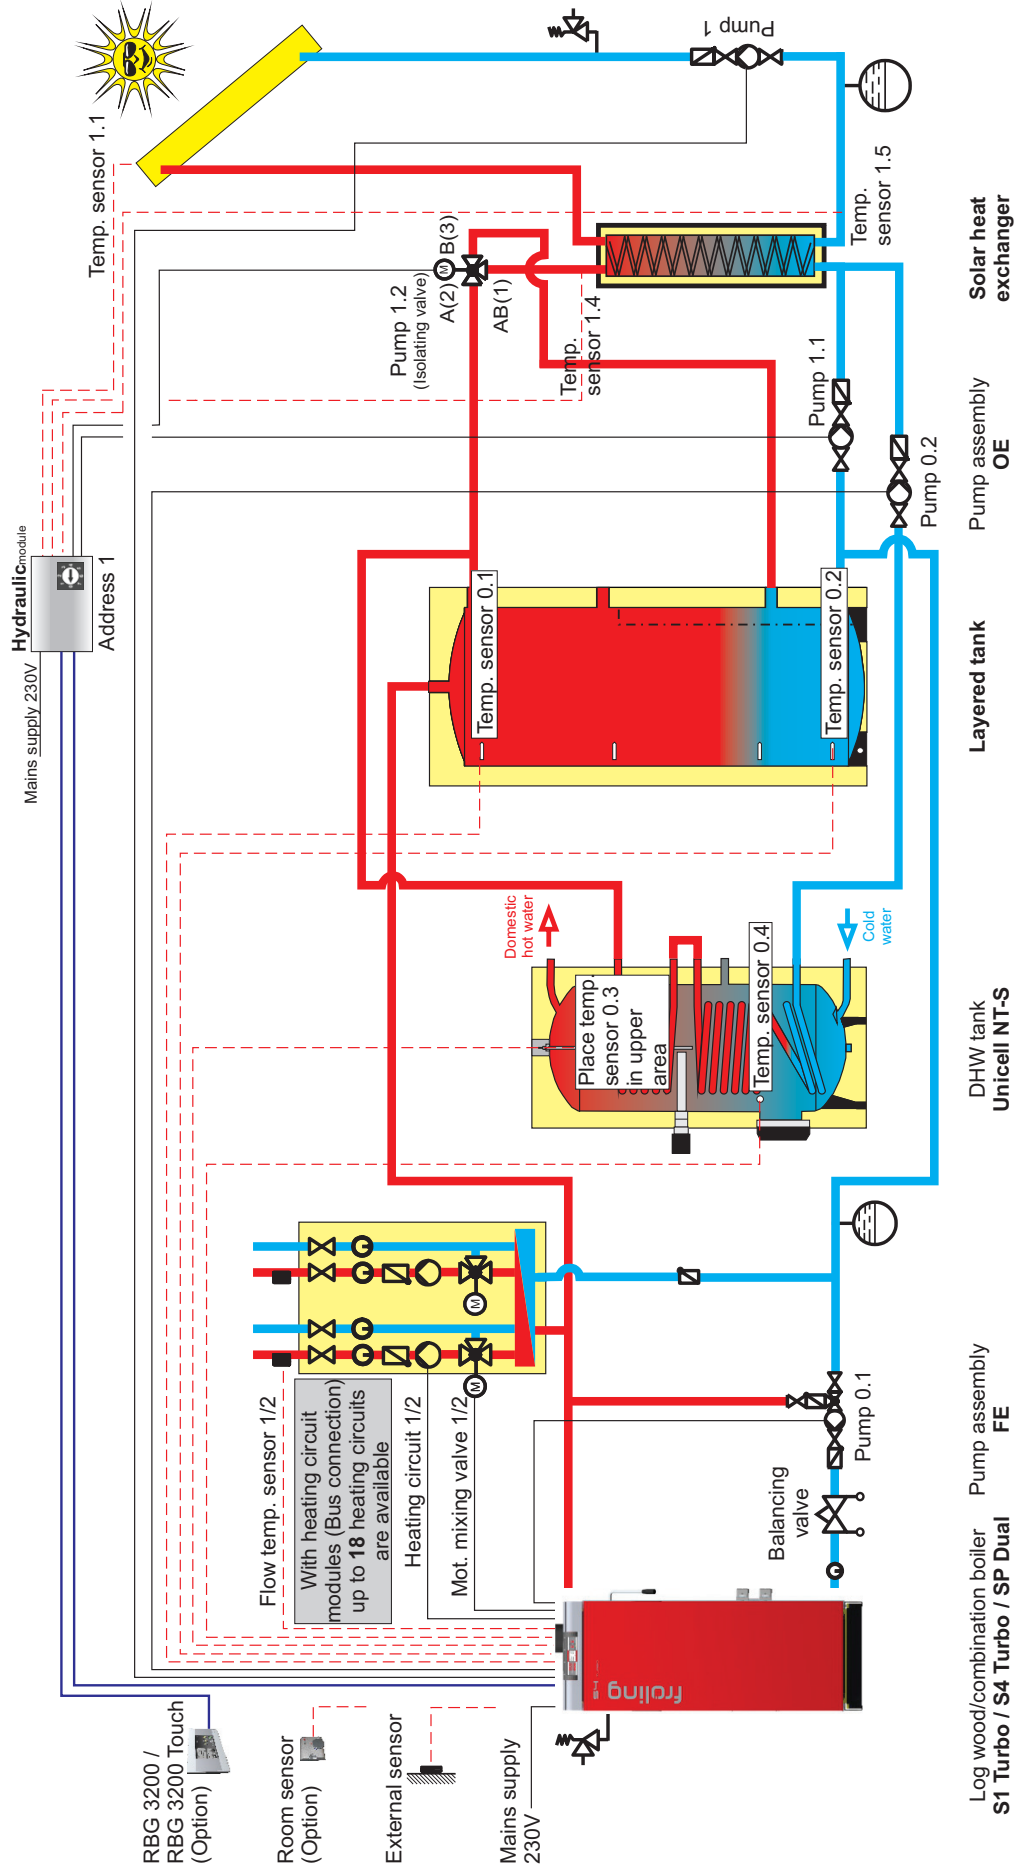 RBG 3200 /
RBG 3200 Touch
(Option)
Room sensor
(Option)
External sensor
Mains supply
230V
Mains supply 230V
Hydraulicmodule
Address 1
Temp. sensor 1.1
Flow temp. sensor 1/2
With heating circuit
modules (Bus connection)
up to 18 heating circuits
are available
Heating circuit 1/2
Mot. mixing valve 1/2
M
M
Balancing
valve
Pump 0.1
fröling
S4
Domestic
hot water
Place temp.
sensor 0.3
in upper
area
Temp. sensor 0.4
Cold
water
Temp. sensor 0.1
Temp. sensor 0.2
Pump 1.2
(Isolating valve)
A(2)
M
B(3)
AB(1)
Temp.
sensor 1.4
Pump 1.1
Pump 0.2
Temp.
sensor 1.5
Pump 1
Log wood/combination boiler
S1 Turbo / S4 Turbo / SP Dual
Pump assembly
FE
DHW tank
Unicell NT-S
Layered tank
Pump assembly
OE
Solar heat
exchanger